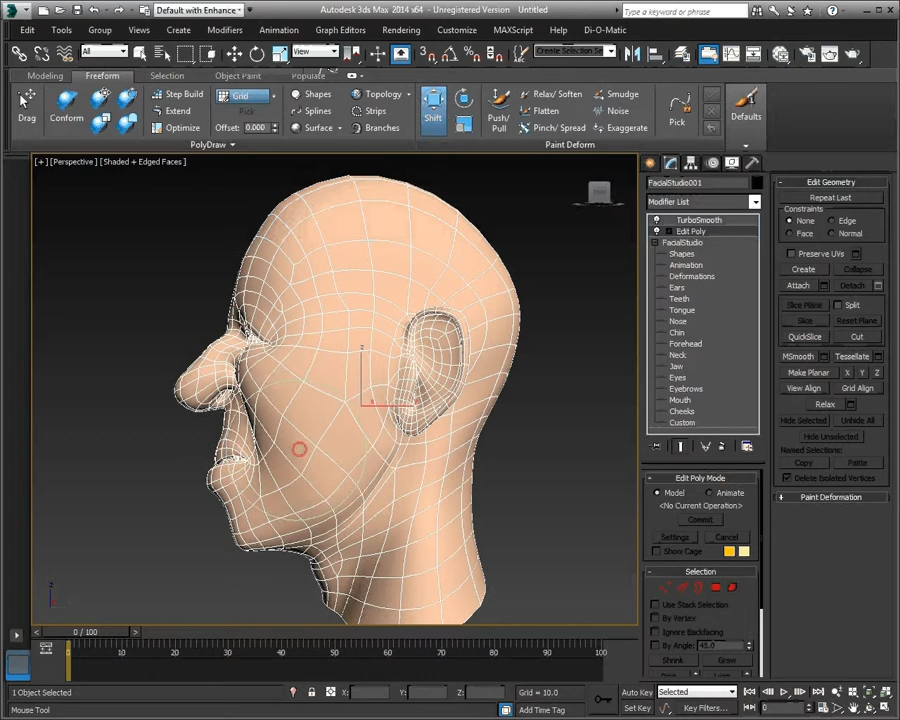 Default with Enhance
Autodesk 3ds Max 2014 x64 - Unregistered Version Untitled
Type a keyword or phrase
Edit Tools Group Views Create Modifiers Animation Graph Editors Rendering Customize MAXScript Help Di-O-Matic
All View Create Selection Se
Modeling Freeform Selection Object Paint Populate
Drag Conform Step Build Extend Optimize Grid Pick Offset: 0.000 Shapes Splines Surface Topology Strips Branches Shift Push/ Pull Relax/ Soften Flatten Pinch/ Spread Smudge Noise Exaggerate Pick Defaults
PolyDraw Paint Deform
[+] [Perspective] [Shaded + Edged Faces]
z
x
z
FacialStudio001
Modifier List
TurboSmooth
Edit Poly
FacialStudio
Shapes
Animation
Deformations
Ears
Teeth
Tongue
Nose
Chin
Forehead
Neck
Jaw
Eyes
Eyebrows
Mouth
Cheeks
Custom
Edit Poly Mode
Model Animate
<No Current Operation>
Commit
Settings Cancel
Show Cage
Selection
Use Stack Selection
By Vertex
Ignore Backfacing
By Angle: 45.0
Shrink Grow
Edit Geometry
Repeat Last
Constraints
None Edge
Face Normal
Preserve UVs
Create Collapse
Attach Detach
Slice Plane Split
Slice Reset Plane
QuickSlice Cut
MSmooth Tessellate
Make Planar X Y Z
View Align Grid Align
Relax
Hide Selected Unhide All
Hide Unselected
Named Selections:
Copy Paste
Delete Isolated Vertices
Paint Deformation
0 / 100
0 10 20 30 40 50 60 70 80 90 100
1 Object Selected X: Y: Z: Grid = 10.0 Auto Key Selected
Mouse Tool Add Time Tag Set Key Key Filters... 0